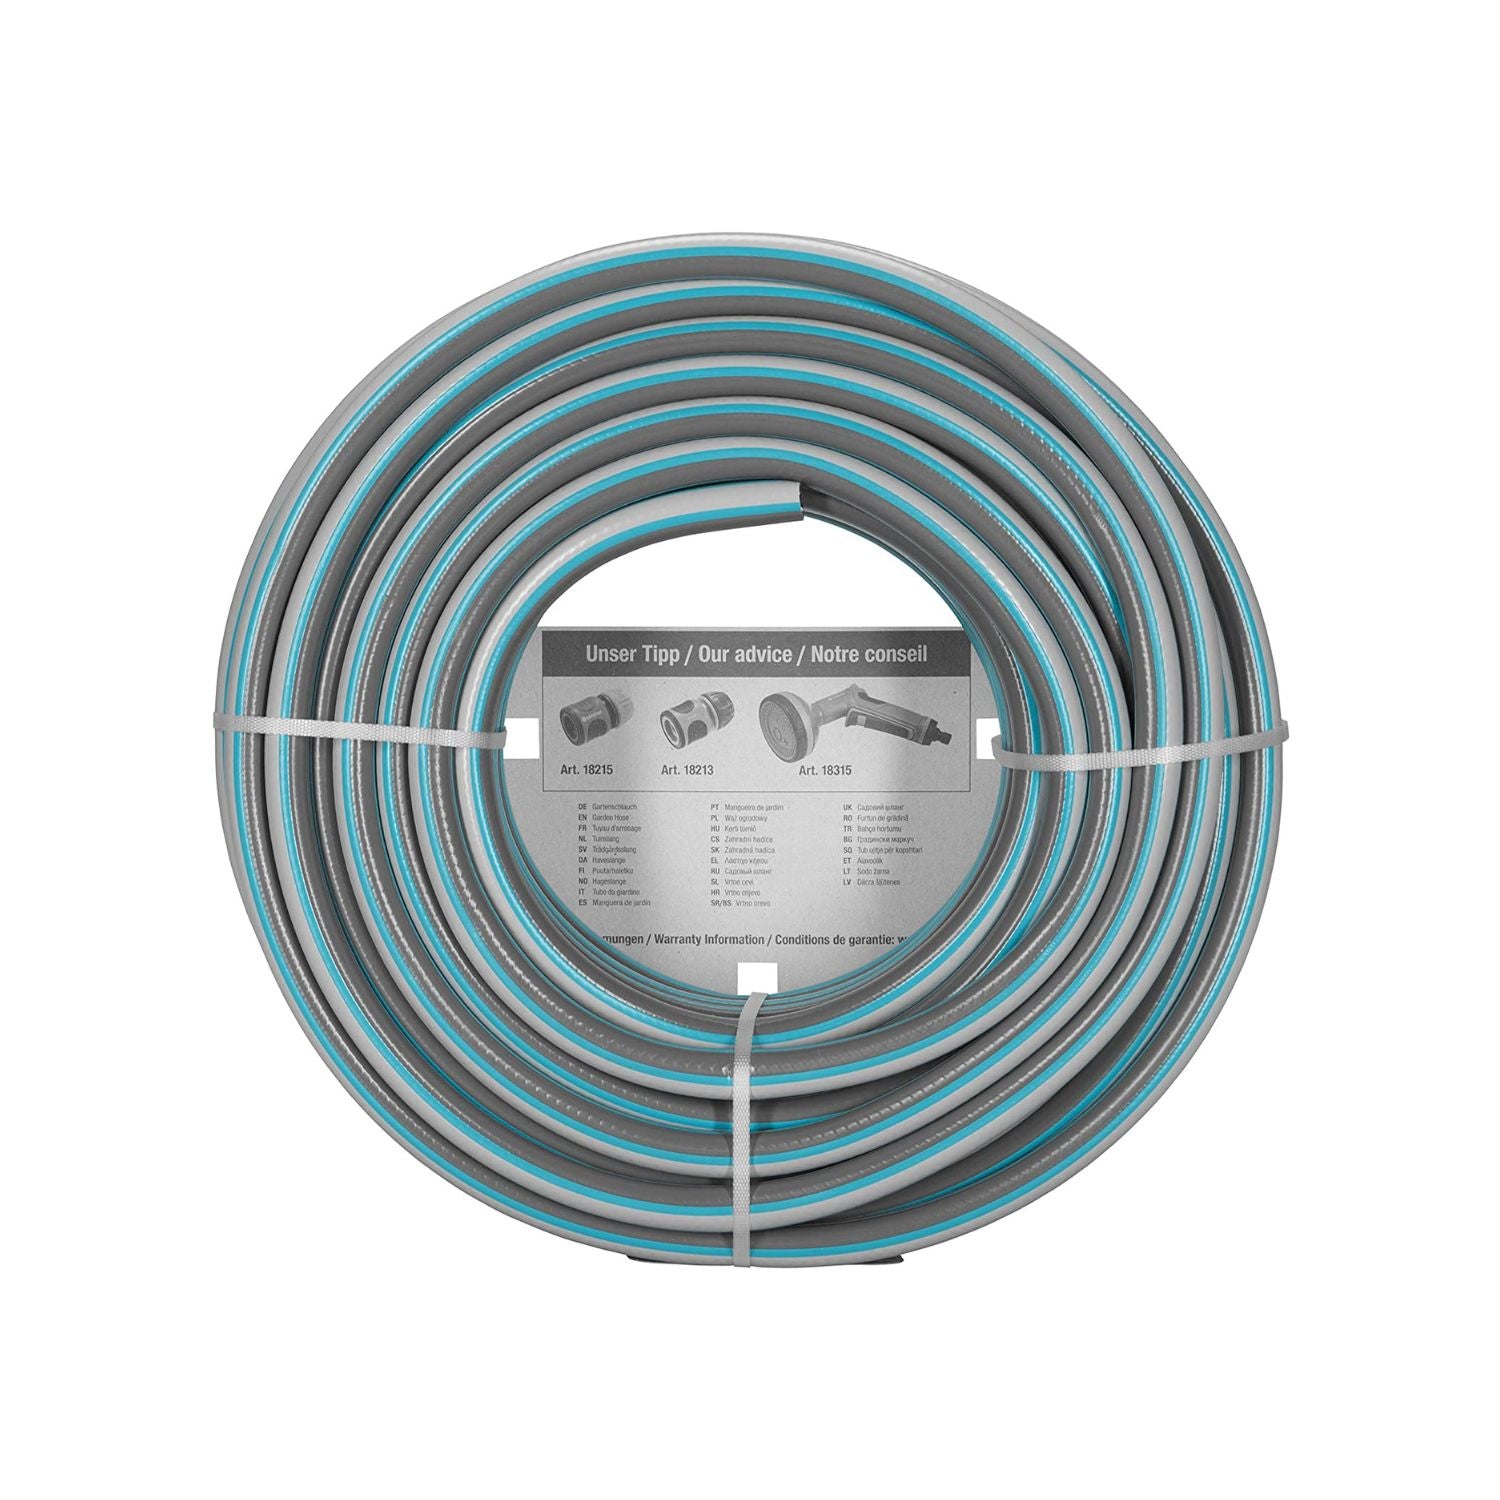 Unser Tipp / Our advice / Notre conseil
Art. 18215
Art. 18213
Art. 18315
DE Gartenschlauch
EN Garden Hose
FR Tuyau d'arrosage
NL Tuinslang
SV Trädgårdsslang
DA Haveslange
FI Puutarhaletku
NO Hageslange
IT Tubo da giardino
ES Manguera de jardín
PT Mangueira de jardim
PL Wąż ogrodowy
HU Kerti tömlő
CS Zahradní hadice
SK Záhradná hadica
EL Λάστιχο κήπου
RU Садовый шланг
SL Vrtne cevi
HR Vrtno crijevo
SR/BS Vrtno crevo
UK Садовий шланг
RO Furtun de grădină
TR Bahçe hortumu
BG Градински маркуч
SQ Tub ujitje për kopshtari
ET Aiavoolik
LT Sodo žarna
LV Dārza šļūtenes
mungen / Warranty Information / Conditions de garantie: w